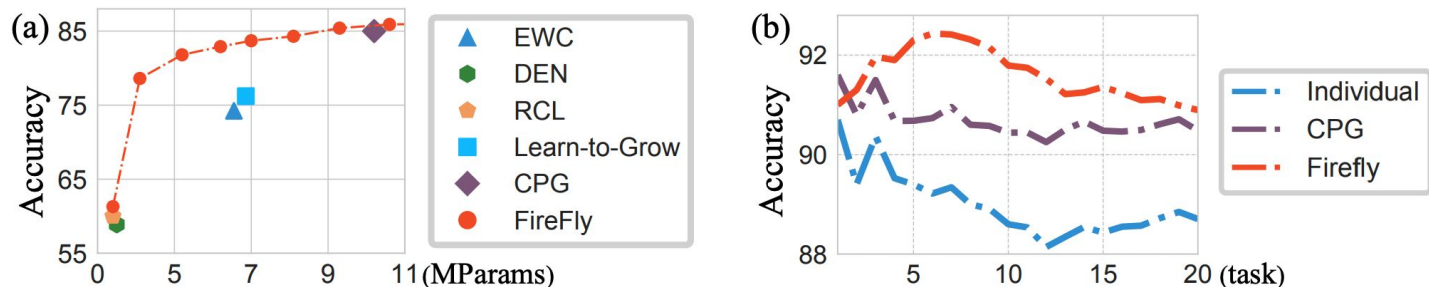 (a)
Accuracy
85
75
65
55
0 5 7 9 11 (MParams)
EWC
DEN
RCL
Learn-to-Grow
CPG
FireFly
(b)
Accuracy
92
90
88
5 10 15 20 (task)
Individual
CPG
Firefly